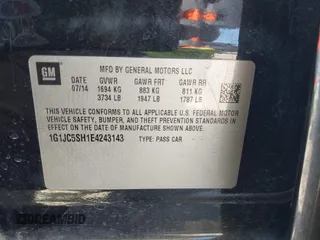 GM
MFD BY GENERAL MOTORS LLC
DATE GVWR GAWR FRT GAWR RR
07/14 1694 KG 883 KG 811 KG
3734 LB 1947 LB 1787 LB
THIS VEHICLE CONFORMS TO ALL APPLICABLE U.S. FEDERAL MOTOR
VEHICLE SAFETY, BUMPER, AND THEFT PREVENTION STANDARDS IN EFFECT
ON THE DATE OF MANUFACTURE SHOWN ABOVE.
1G1JC5SH1E4243143 TYPE: PASS CAR
DREAMBID